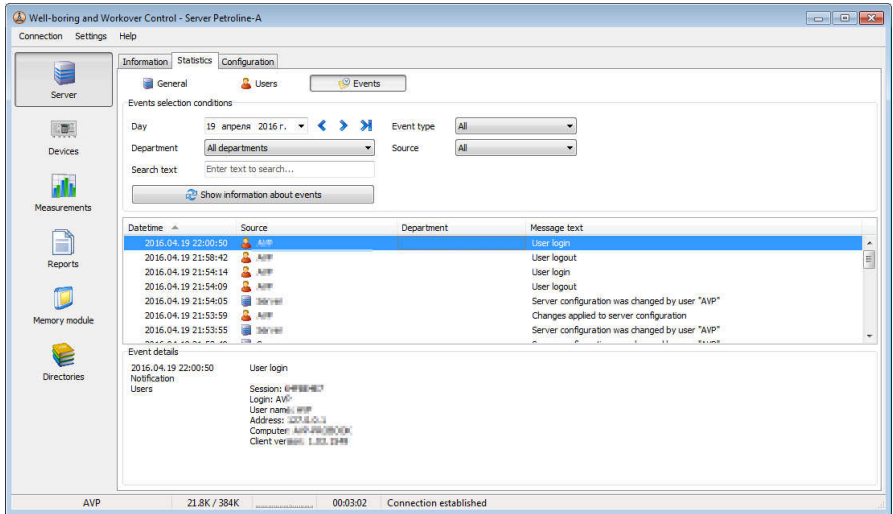 Well-boring and Workover Control - Server Petroline-A
Connection Settings Help
Server
Devices
Measurements
Reports
Memory module
Directories
Information Statistics Configuration
General Users Events
Events selection conditions
Day 19 апреля 2016 г. Event type All
Department All departments Source All
Search text Enter text to search...
Show information about events
Datetime Source Department Message text
2016.04.19 22:00:50 User login
2016.04.19 21:58:42 User logout
2016.04.19 21:54:14 User login
2016.04.19 21:54:09 User logout
2016.04.19 21:54:05 Server configuration was changed by user "AVP"
2016.04.19 21:53:59 Changes applied to server configuration
2016.04.19 21:53:55 Server configuration was changed by user "AVP"
Event details
2016.04.19 22:00:50 User login
Notification
Users Session:
Login: AVP
User name:
Address:
Computer:
Client version:
AVP 21.8K / 384K 00:03:02 Connection established